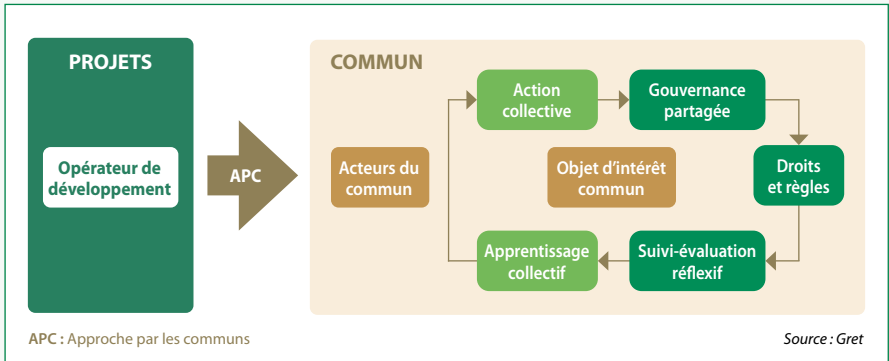 PROJETS
Opérateur de
développement
APC
COMMUN
Acteurs du
commun
Action
collective
Gouvernance
partagée
Objet d'intérêt
commun
Droits
et règles
Apprentissage
collectif
Suivi-évaluation
réflexif
APC : Approche par les communs
Source : Gret